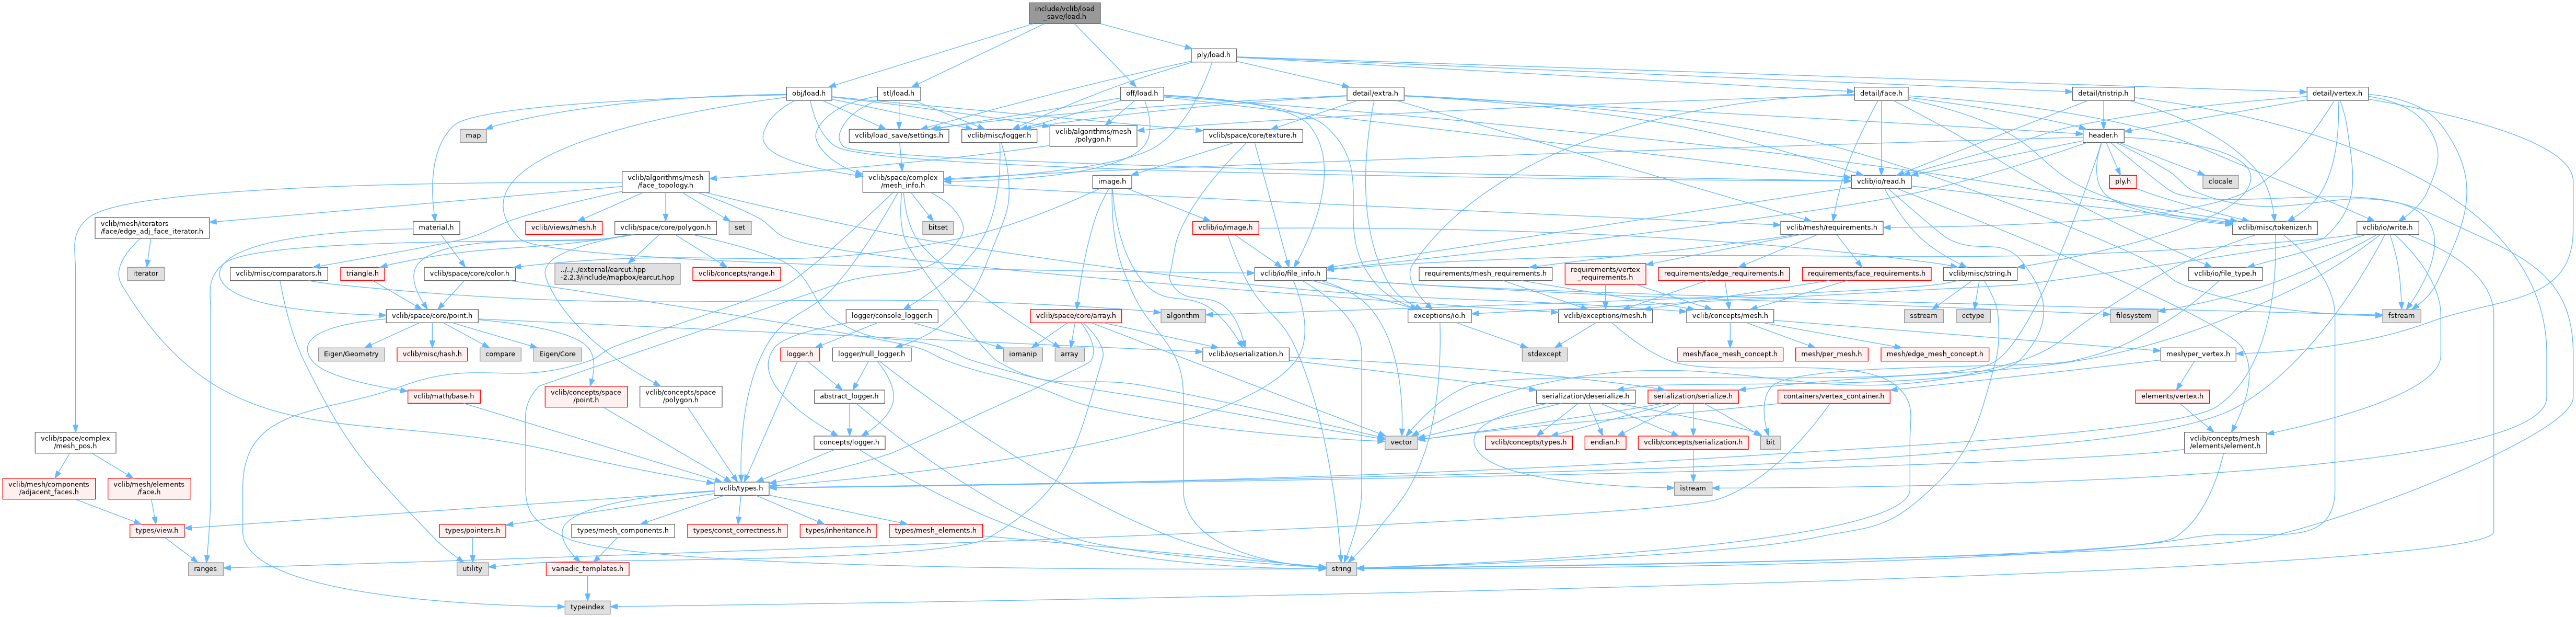 include/vclib/load
_save/load.h
ply/load.h
obj/load.h
stl/load.h
off/load.h
detail/extra.h
detail/face.h
detail/tristrip.h
detail/vertex.h
map
vclib/load_save/settings.h
vclib/misc/logger.h
vclib/algorithms/mesh
/polygon.h
vclib/space/core/texture.h
header.h
vclib/algorithms/mesh
/face_topology.h
vclib/space/complex
/mesh_info.h
image.h
vclib/io/read.h
ply.h
clocale
vclib/mesh/iterators
/face/edge_adj_face_iterator.h
material.h
vclib/views/mesh.h
vclib/space/core/polygon.h
set
bitset
vclib/io/image.h
vclib/mesh/requirements.h
vclib/misc/tokenizer.h
vclib/io/write.h
iterator
vclib/misc/comparators.h
triangle.h
vclib/space/core/color.h
../../../external/earcut.hpp
-2.2.3/include/mapbox/earcut.hpp
vclib/concepts/range.h
vclib/io/file_info.h
requirements/mesh_requirements.h
requirements/vertex
_requirements.h
requirements/edge_requirements.h
requirements/face_requirements.h
vclib/misc/string.h
vclib/io/file_type.h
vclib/space/core/point.h
logger/console_logger.h
vclib/space/core/array.h
algorithm
exceptions/io.h
vclib/exceptions/mesh.h
vclib/concepts/mesh.h
sstream
cctype
filesystem
fstream
Eigen/Geometry
vclib/misc/hash.h
compare
Eigen/Core
logger.h
logger/null_logger.h
iomanip
array
vclib/io/serialization.h
stdexcept
mesh/face_mesh_concept.h
mesh/per_mesh.h
mesh/edge_mesh_concept.h
mesh/per_vertex.h
vclib/math/base.h
vclib/concepts/space
/point.h
vclib/concepts/space
/polygon.h
abstract_logger.h
serialization/deserialize.h
serialization/serialize.h
containers/vertex_container.h
elements/vertex.h
vclib/space/complex
/mesh_pos.h
concepts/logger.h
vector
vclib/concepts/types.h
endian.h
vclib/concepts/serialization.h
bit
vclib/concepts/mesh
/elements/element.h
vclib/mesh/components
/adjacent_faces.h
vclib/mesh/elements
/face.h
vclib/types.h
istream
types/view.h
types/pointers.h
types/mesh_components.h
types/const_correctness.h
types/inheritance.h
types/mesh_elements.h
ranges
utility
variadic_templates.h
string
typeindex